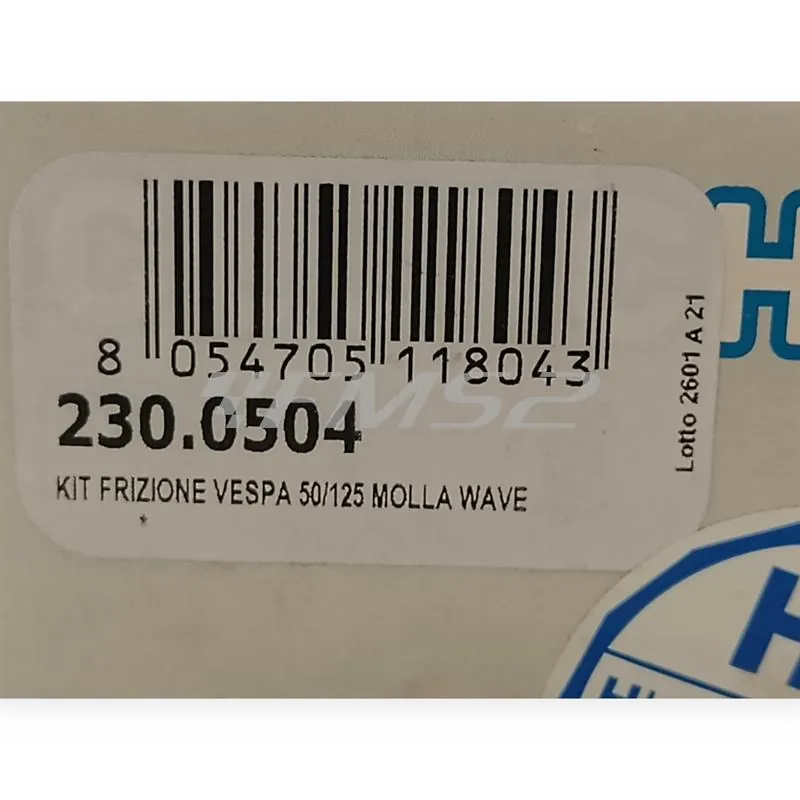 8 054705 118043
230.0504
KIT FRIZIONE VESPA 50/125 MOLLA WAVE
*
Lotto 2601 A 21